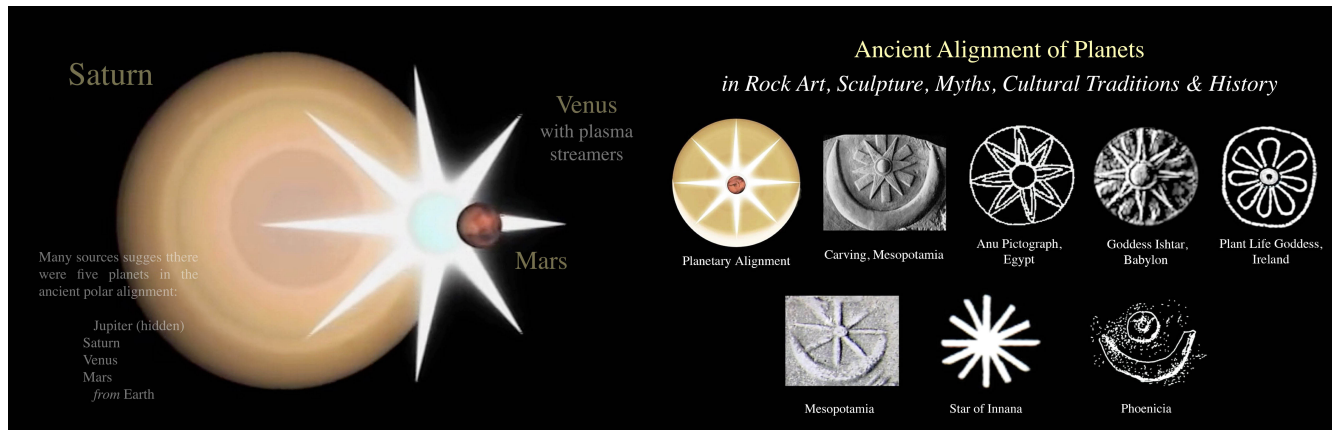 Saturn
Venus
with plasma
streamers
Mars
Many sources sugges tthere
were five planets in the
ancient polar alignment:
Jupiter (hidden)
Saturn
Venus
Mars
from Earth
Ancient Alignment of Planets
in Rock Art, Sculpture, Myths, Cultural Traditions & History
Planetary Alignment
Carving, Mesopotamia
Anu Pictograph,
Egypt
Goddess Ishtar,
Babylon
Plant Life Goddess,
Ireland
Mesopotamia
Star of Innana
Phoenicia